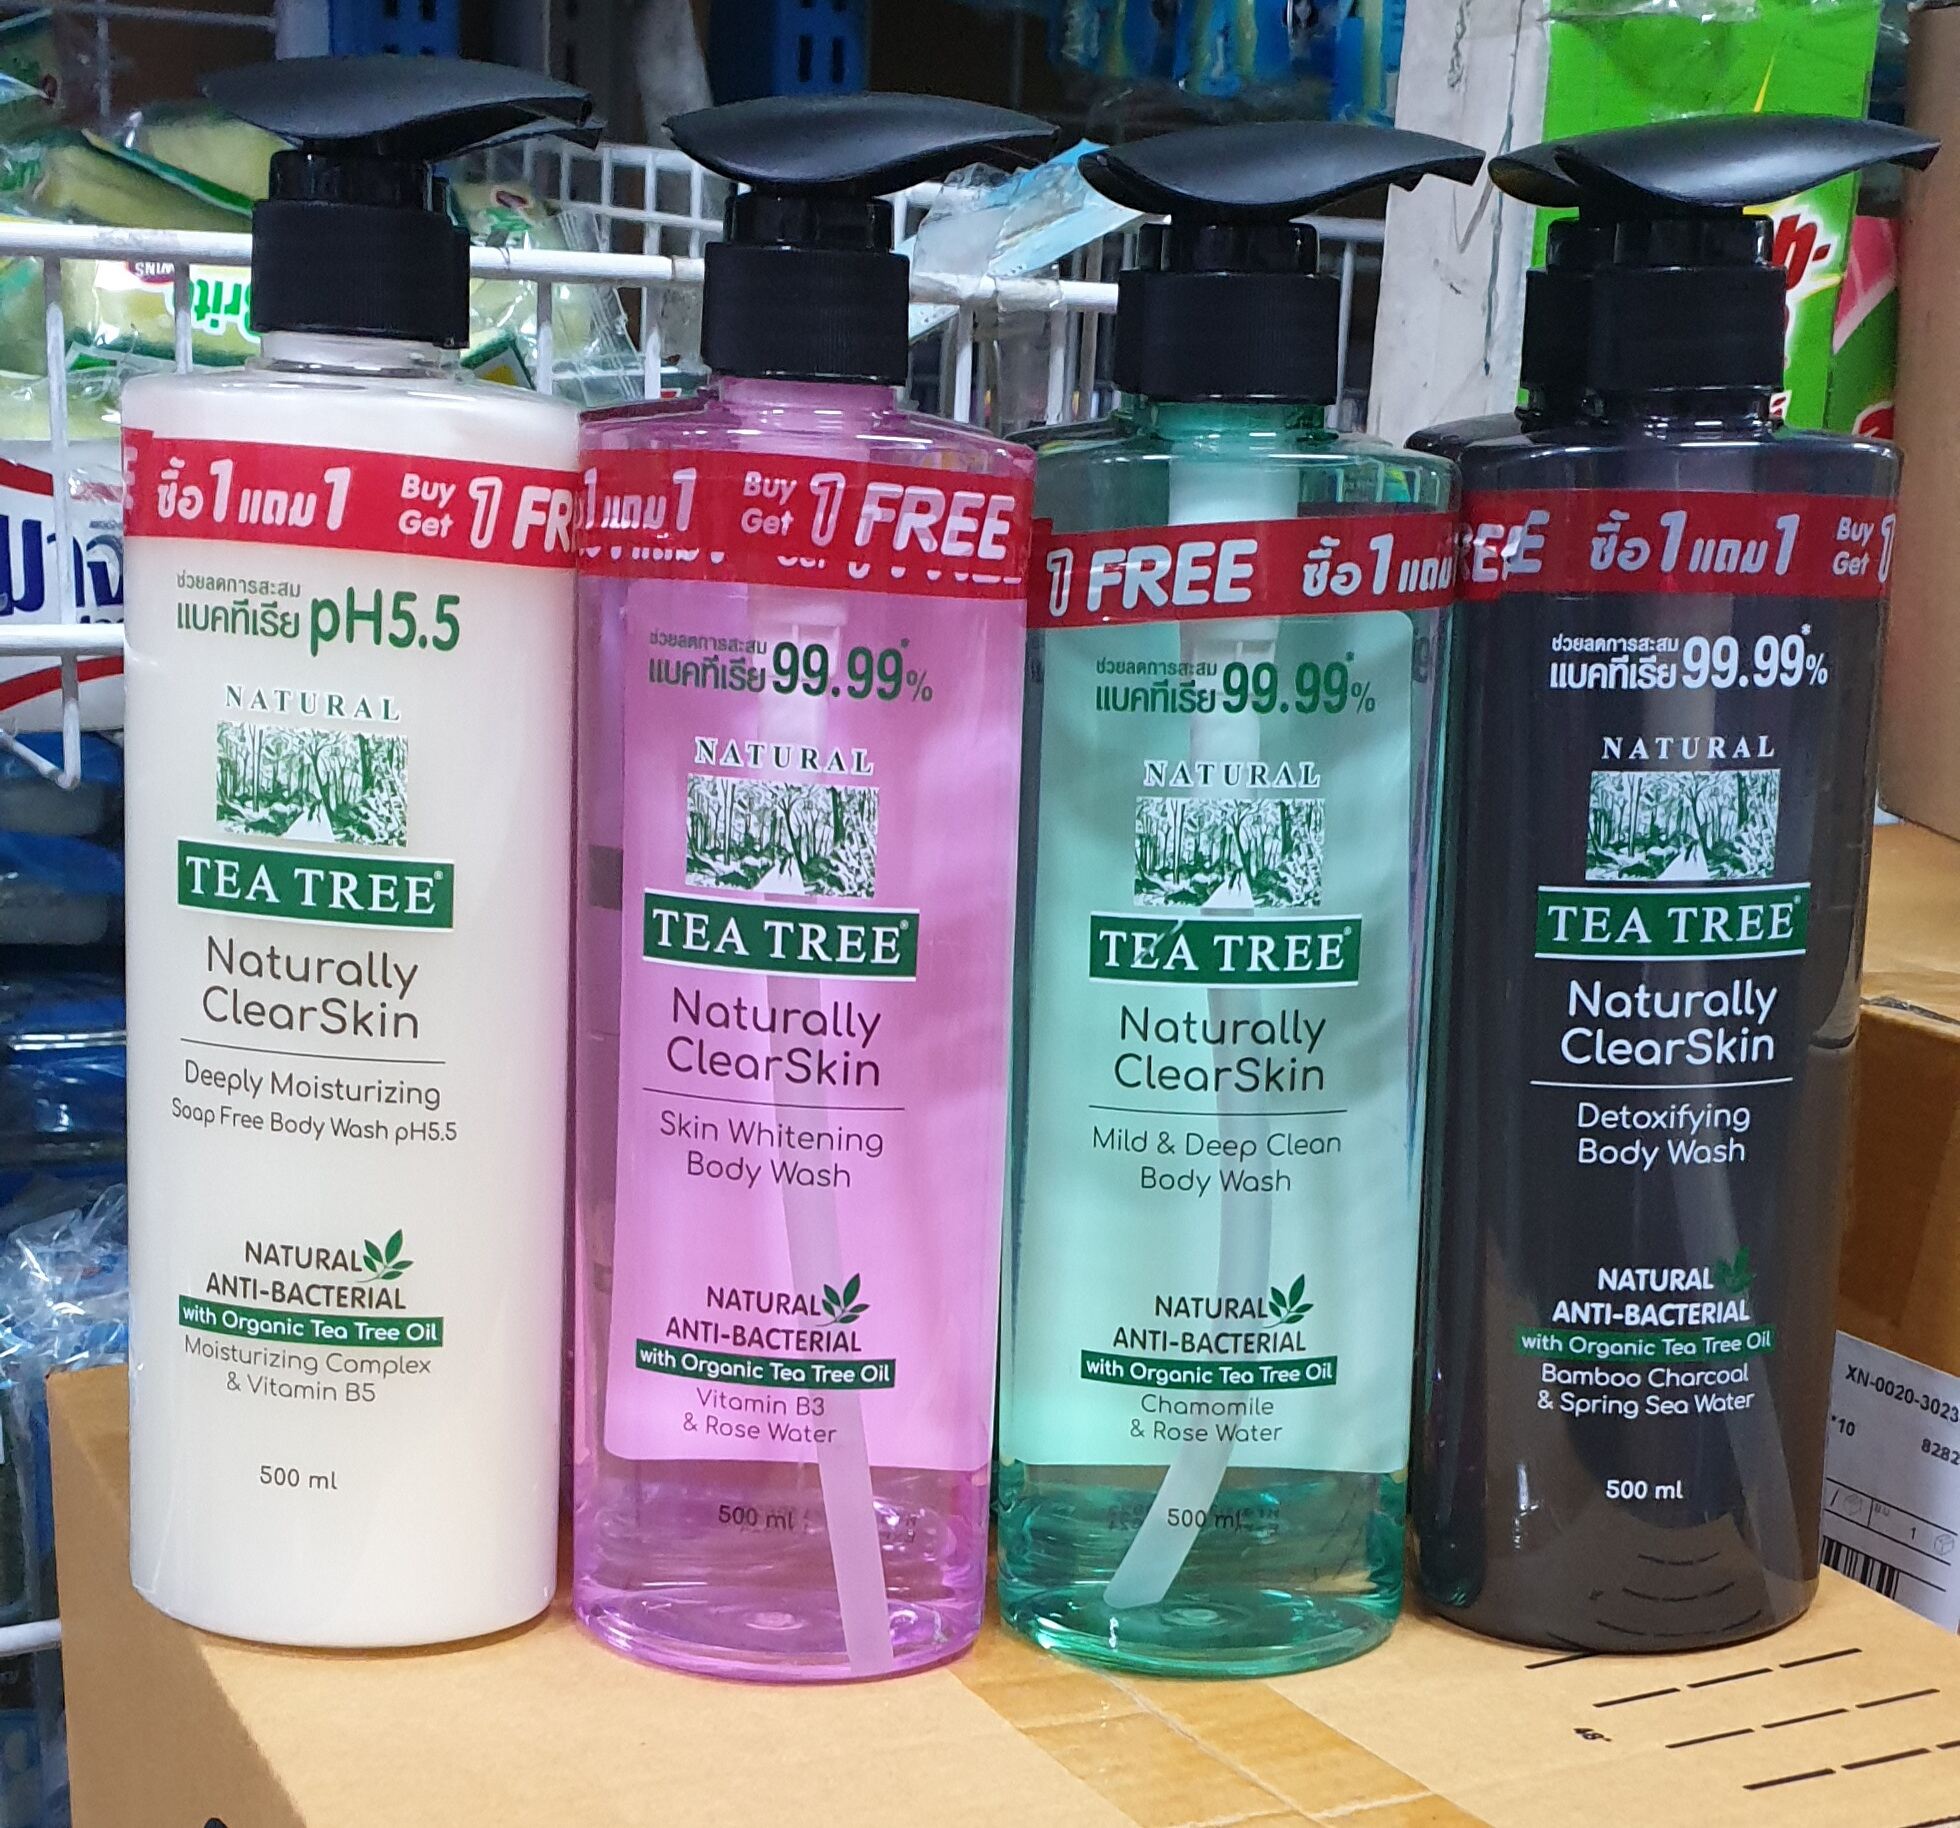 ซื้อ 1 แถม 1 Buy 1 Get FR
ช่วยลดการสะสม
แบคทีเรีย pH5.5
NATURAL
TEA TREE®
Naturally
ClearSkin
Deeply Moisturizing
Soap Free Body Wash pH5.5
NATURAL
ANTI-BACTERIAL
with Organic Tea Tree Oil
Moisturizing Complex
& Vitamin B5
500 ml
1 แถม 1 Buy 1 Get FREE
ช่วยลดการสะสม
แบคทีเรีย 99.99*%
NATURAL
TEA TREE®
Naturally
ClearSkin
Skin Whitening
Body Wash
NATURAL
ANTI-BACTERIAL
with Organic Tea Tree Oil
Vitamin B3
& Rose Water
500 ml
1 FREE ซื้อ 1 แถม
ช่วยลดการสะสม
แบคทีเรีย 99.99*%
NATURAL
TEA TREE®
Naturally
ClearSkin
Mild & Deep Clean
Body Wash
NATURAL
ANTI-BACTERIAL
with Organic Tea Tree Oil
Chamomile
& Rose Water
500 ml
ซื้อ 1 แถม 1 Buy 1 Get
ช่วยลดการสะสม
แบคทีเรีย 99.99*%
NATURAL
TEA TREE®
Naturally
ClearSkin
Detoxifying
Body Wash
NATURAL
ANTI-BACTERIAL
with Organic Tea Tree Oil
Bamboo Charcoal
& Spring Sea Water
500 ml
XN-0020-3023
*10
8282
1